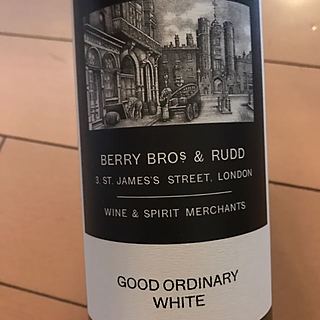 BERRY BROS & RUDD
3, ST. JAMES'S STREET, LONDON
WINE & SPIRIT MERCHANTS
GOOD ORDINARY
WHITE